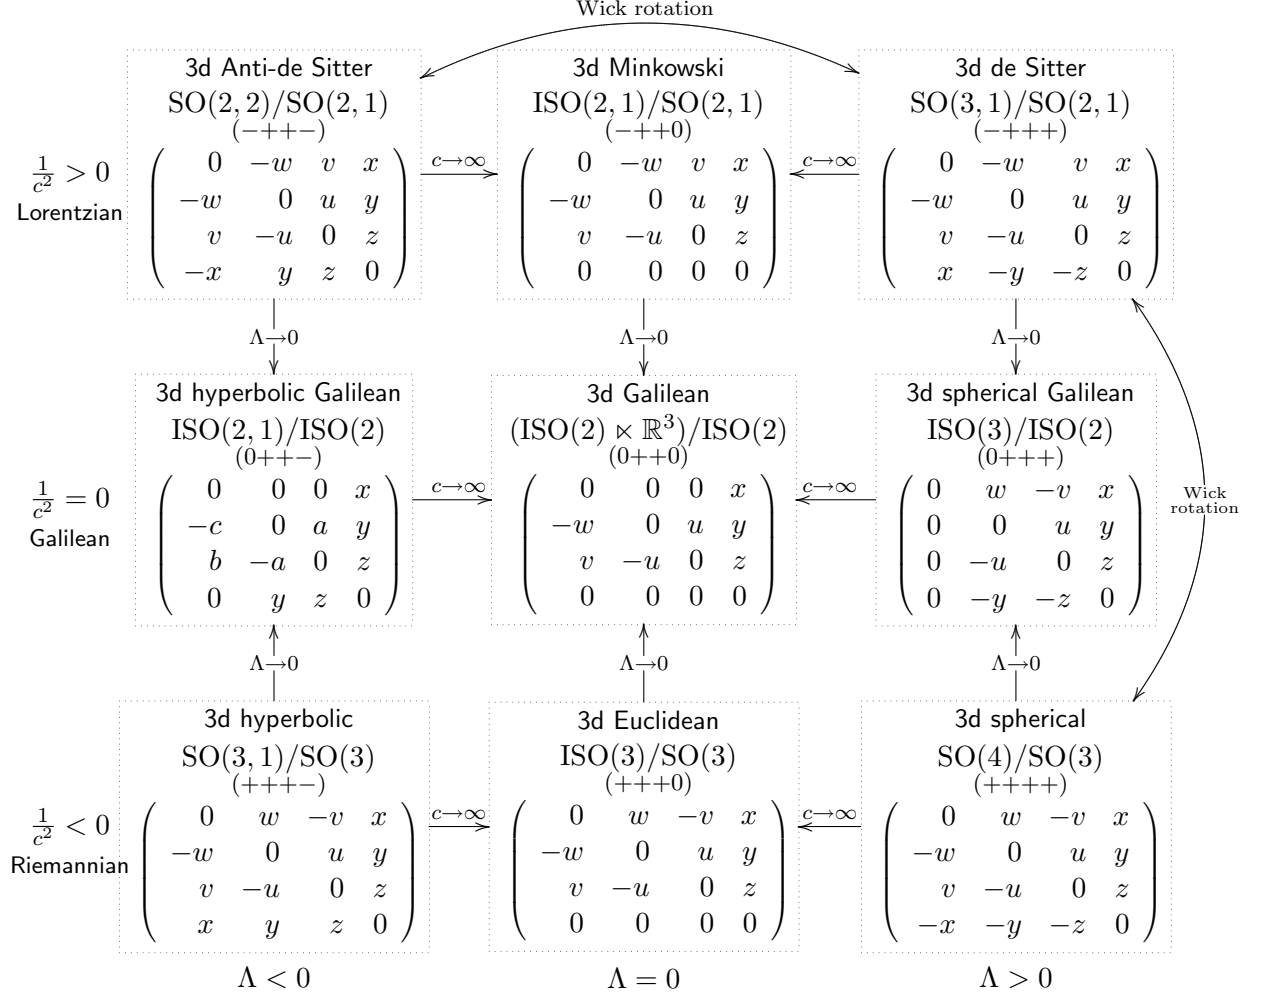 Wick rotation
3d Anti-de Sitter
SO(2, 2)/SO(2, 1)
(−++−)
0 −w v x
−w 0 u y
v −u 0 z
−x y z 0
3d Minkowski
ISO(2, 1)/SO(2, 1)
(−++0)
0 −w v x
−w 0 u y
v −u 0 z
0 0 0 0
3d de Sitter
SO(3, 1)/SO(2, 1)
(−+++)
0 −w v x
−w 0 u y
v −u 0 z
x −y −z 0
1/c² > 0
Lorentzian
c→∞
c→∞
Λ→0
Λ→0
Λ→0
3d hyperbolic Galilean
ISO(2, 1)/ISO(2)
(0++−)
0 0 0 x
−c 0 a y
b −a 0 z
0 y z 0
3d Galilean
(ISO(2) ⋉ ℝ³)/ISO(2)
(0++0)
0 0 0 x
−w 0 u y
v −u 0 z
0 0 0 0
3d spherical Galilean
ISO(3)/ISO(2)
(0+++)
0 w −v x
0 0 u y
0 −u 0 z
0 −y −z 0
1/c² = 0
Galilean
c→∞
c→∞
Wick
rotation
Λ→0
Λ→0
Λ→0
3d hyperbolic
SO(3, 1)/SO(3)
(+++−)
0 w −v x
−w 0 u y
v −u 0 z
x y z 0
3d Euclidean
ISO(3)/SO(3)
(+++0)
0 w −v x
−w 0 u y
v −u 0 z
0 0 0 0
3d spherical
SO(4)/SO(3)
(++++)
0 w −v x
−w 0 u y
v −u 0 z
−x −y −z 0
1/c² < 0
Riemannian
c→∞
c→∞
Λ < 0
Λ = 0
Λ > 0